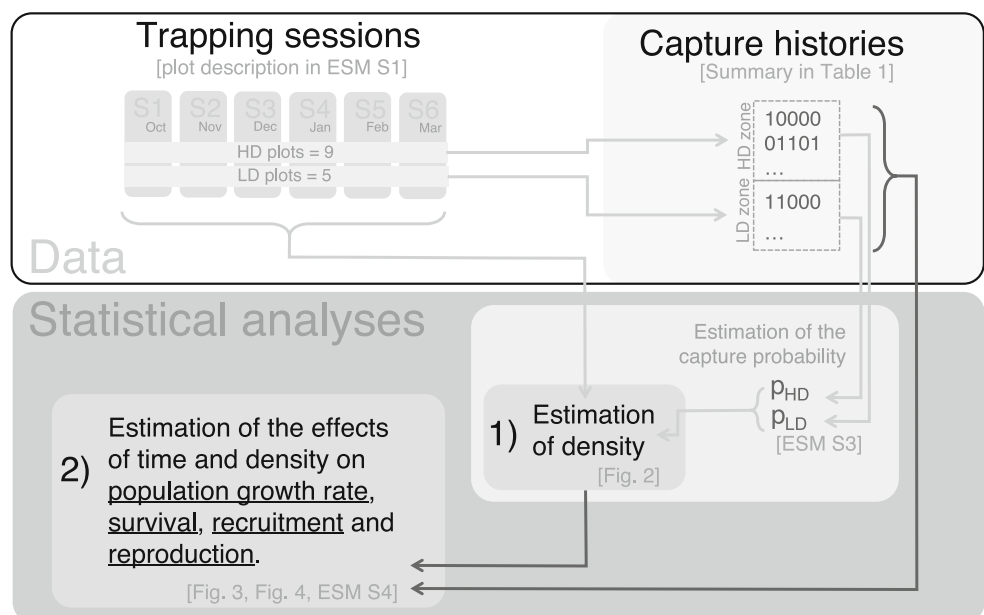 Trapping sessions
[plot description in ESM S1]
S1 S2 S3 S4 S5 S6
Oct Nov Dec Jan Feb Mar
HD plots = 9
LD plots = 5
Capture histories
[Summary in Table 1]
HD zone
10000
01101
...
LD zone
11000
...
Data
Statistical analyses
Estimation of the
capture probability
pHD
pLD
[ESM S3]
1) Estimation
of density
[Fig. 2]
2) Estimation of the effects
of time and density on
population growth rate,
survival, recruitment and
reproduction.
[Fig. 3, Fig. 4, ESM S4]